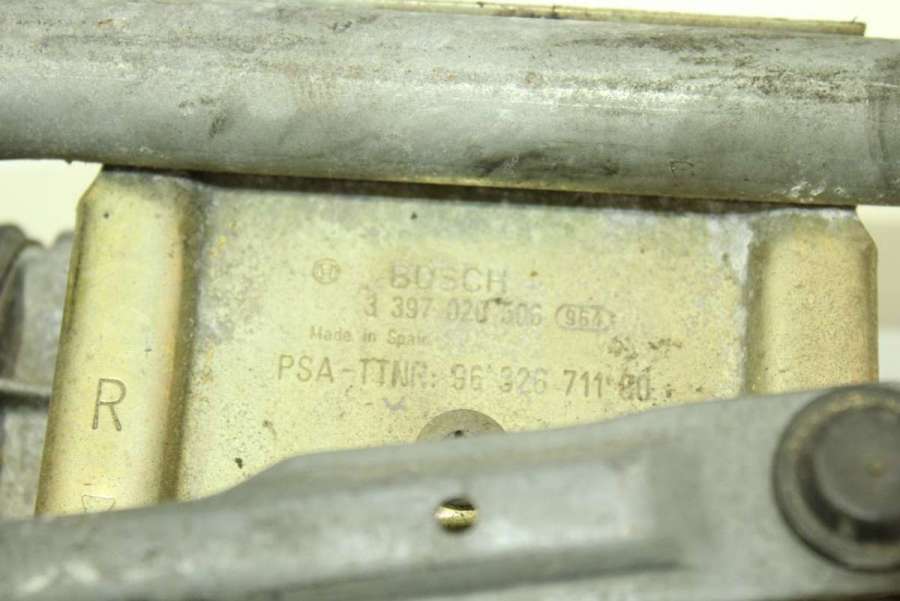 BOSCH
3 397 020 506 964
Made in Spain
PSA-TTNR: 96 326 711 80
R